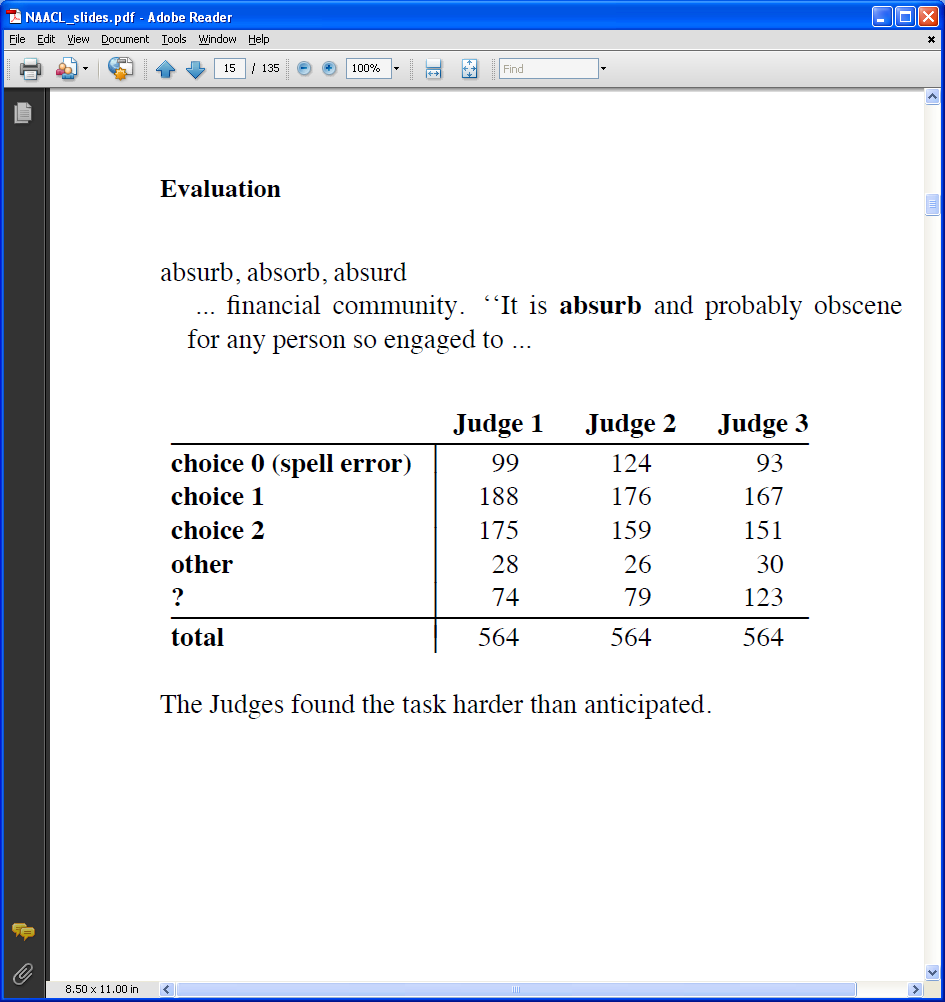 NAACL_slides.pdf - Adobe Reader
File Edit View Document Tools Window Help
15 / 135 100% Find
Evaluation
absurb, absorb, absurd
... financial community. ‘‘It is absurb and probably obscene
for any person so engaged to ...
Judge 1 Judge 2 Judge 3
choice 0 (spell error) 99 124 93
choice 1 188 176 167
choice 2 175 159 151
other 28 26 30
? 74 79 123
total 564 564 564
The Judges found the task harder than anticipated.
8.50 x 11.00 in